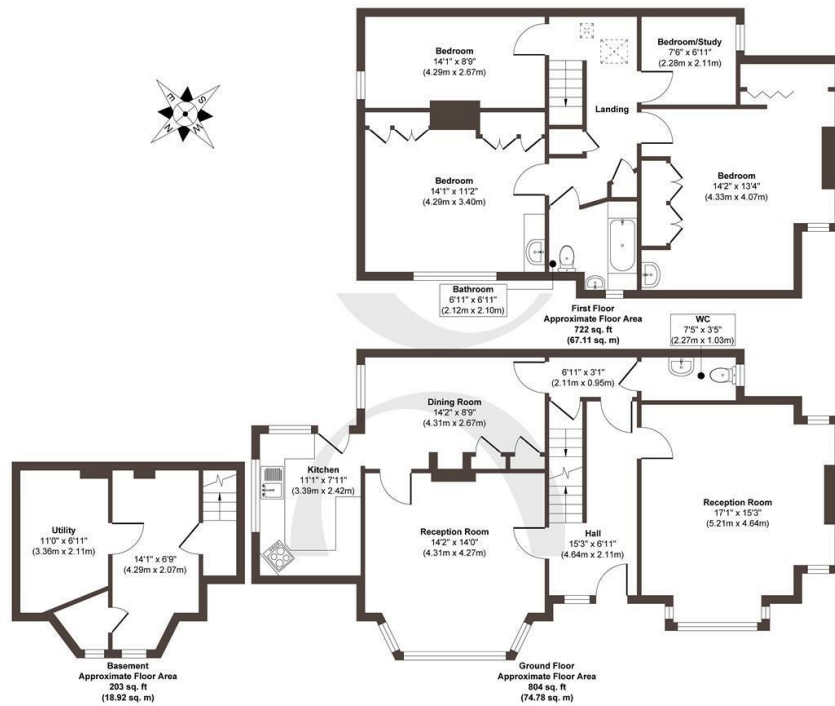 Bedroom
14'1" x 8'9"
(4.29m x 2.67m)
Bedroom/Study
7'6" x 6'11"
(2.28m x 2.11m)
Landing
Bedroom
14'1" x 11'2"
(4.29m x 3.40m)
Bedroom
14'2" x 13'4"
(4.33m x 4.07m)
S
E
W
N
Bathroom
6'11" x 6'11"
(2.12m x 2.10m)
First Floor
Approximate Floor Area
722 sq. ft
(67.11 sq. m)
WC
7'5" x 3'5"
(2.27m x 1.03m)
6'11" x 3'1"
(2.11m x 0.95m)
Dining Room
14'2" x 8'9"
(4.31m x 2.67m)
Kitchen
11'1" x 7'11"
(3.39m x 2.42m)
Reception Room
14'2" x 14'0"
(4.31m x 4.27m)
Hall
15'3" x 6'11"
(4.64m x 2.11m)
Reception Room
17'1" x 15'3"
(5.21m x 4.64m)
Utility
11'0" x 6'11"
(3.36m x 2.11m)
14'1" x 6'9"
(4.29m x 2.07m)
Basement
Approximate Floor Area
203 sq. ft
(18.92 sq. m)
Ground Floor
Approximate Floor Area
804 sq. ft
(74.78 sq. m)